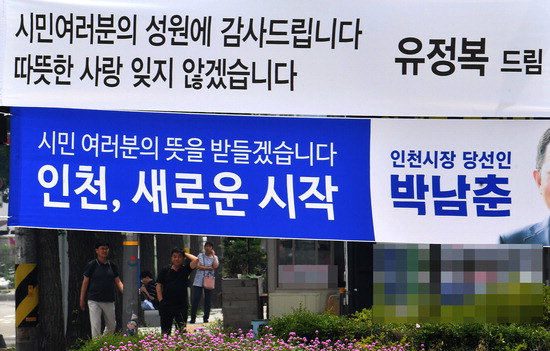 시민여러분의 성원에 감사드립니다
따뜻한 사랑 잊지 않겠습니다
유정복 드림
시민 여러분의 뜻을 받들겠습니다
인천, 새로운 시작
인천시장 당선인
박남춘